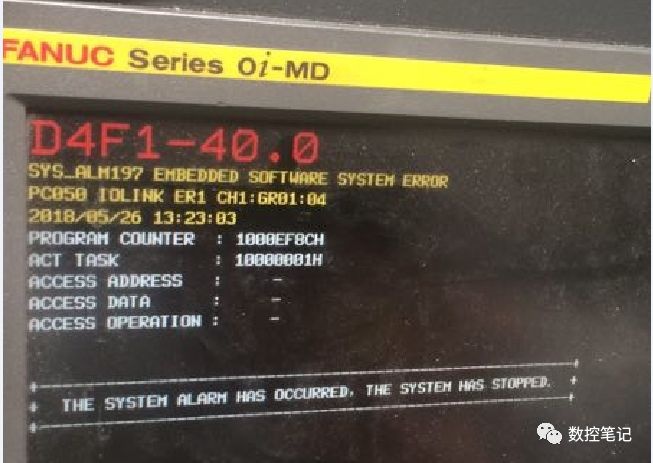 FANUC Series 0i-MD
D4F1-40.0
SYS_ALM197 EMBEDDED SOFTWARE SYSTEM ERROR
PC050 IOLINK ER1 CH1:GR01:04
2018/05/26 13:23:03
PROGRAM COUNTER : 1000EF8CH
ACT TASK : 10000001H
ACCESS ADDRESS : -
ACCESS DATA : -
ACCESS OPERATION : -
THE SYSTEM ALARM HAS OCCURRED, THE SYSTEM HAS STOPPED.
数控笔记